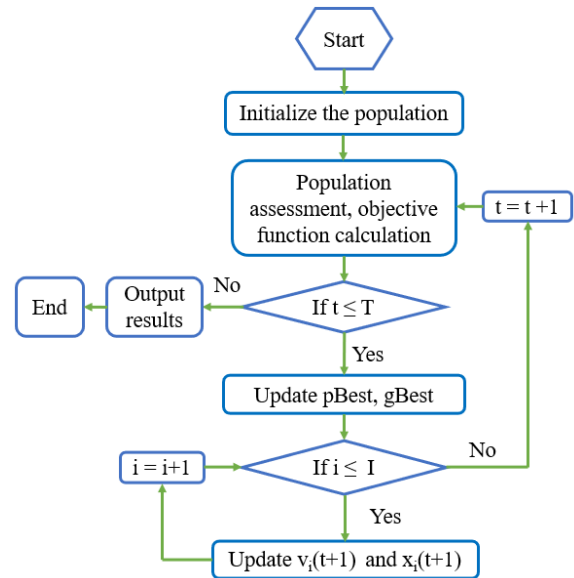 Start
Initialize the population
Population
assessment, objective
function calculation
t = t +1
If t ≤ T
No
Output
results
End
Yes
Update pBest, gBest
If i ≤ I
No
i = i+1
Yes
Update vᵢ(t+1) and xᵢ(t+1)